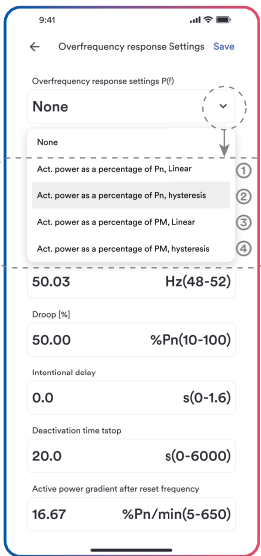 9:41
Overfrequency response Settings Save
Overfrequency response settings P(f)
None
None
Act. power as a percentage of Pn, Linear 1
Act. power as a percentage of Pn, hysteresis 2
Act. power as a percentage of PM, Linear 3
Act. power as a percentage of PM, hysteresis 4
50.03 Hz(48-52)
Droop [%]
50.00 %Pn(10-100)
Intentional delay
0.0 s(0-1.6)
Deactivation time tstop
20.0 s(0-6000)
Active power gradient after reset frequency
16.67 %Pn/min(5-650)